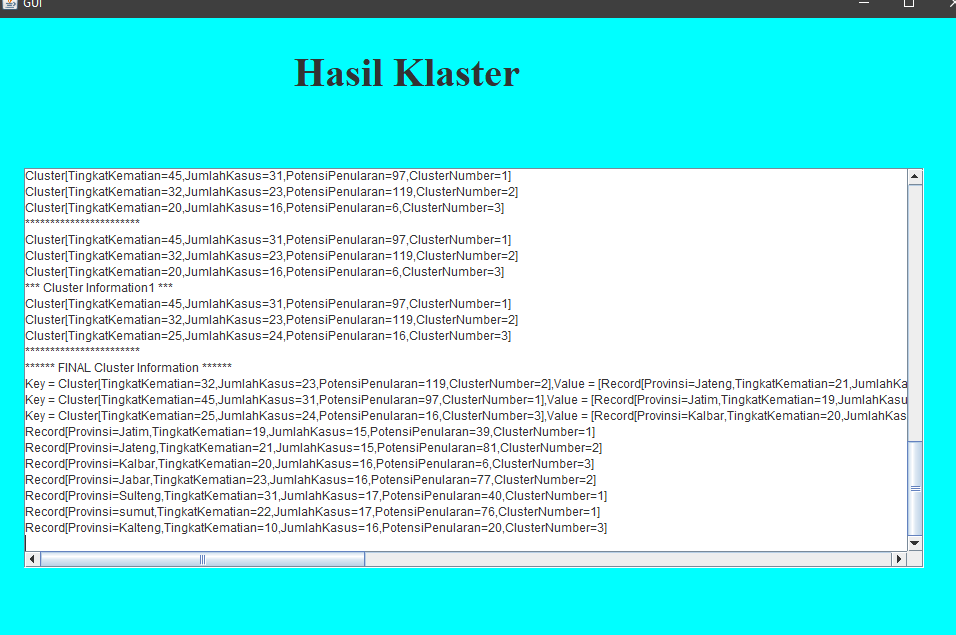 GUI
Hasil Klaster
Cluster[TingkatKematian=45,JumlahKasus=31,PotensiPenularan=97,ClusterNumber=1]
Cluster[TingkatKematian=32,JumlahKasus=23,PotensiPenularan=119,ClusterNumber=2]
Cluster[TingkatKematian=20,JumlahKasus=16,PotensiPenularan=6,ClusterNumber=3]
***********************
Cluster[TingkatKematian=45,JumlahKasus=31,PotensiPenularan=97,ClusterNumber=1]
Cluster[TingkatKematian=32,JumlahKasus=23,PotensiPenularan=119,ClusterNumber=2]
Cluster[TingkatKematian=20,JumlahKasus=16,PotensiPenularan=6,ClusterNumber=3]
*** Cluster Information1 ***
Cluster[TingkatKematian=45,JumlahKasus=31,PotensiPenularan=97,ClusterNumber=1]
Cluster[TingkatKematian=32,JumlahKasus=23,PotensiPenularan=119,ClusterNumber=2]
Cluster[TingkatKematian=25,JumlahKasus=24,PotensiPenularan=16,ClusterNumber=3]
***********************
****** FINAL Cluster Information ******
Key = Cluster[TingkatKematian=32,JumlahKasus=23,PotensiPenularan=119,ClusterNumber=2],Value = [Record[Provinsi=Jateng,TingkatKematian=21,JumlahKa
Key = Cluster[TingkatKematian=45,JumlahKasus=31,PotensiPenularan=97,ClusterNumber=1],Value = [Record[Provinsi=Jatim,TingkatKematian=19,JumlahKasu
Key = Cluster[TingkatKematian=25,JumlahKasus=24,PotensiPenularan=16,ClusterNumber=3],Value = [Record[Provinsi=Kalbar,TingkatKematian=20,JumlahKas
Record[Provinsi=Jatim,TingkatKematian=19,JumlahKasus=15,PotensiPenularan=39,ClusterNumber=1]
Record[Provinsi=Jateng,TingkatKematian=21,JumlahKasus=15,PotensiPenularan=81,ClusterNumber=2]
Record[Provinsi=Kalbar,TingkatKematian=20,JumlahKasus=16,PotensiPenularan=6,ClusterNumber=3]
Record[Provinsi=Jabar,TingkatKematian=23,JumlahKasus=16,PotensiPenularan=77,ClusterNumber=2]
Record[Provinsi=Sulteng,TingkatKematian=31,JumlahKasus=17,PotensiPenularan=40,ClusterNumber=1]
Record[Provinsi=sumut,TingkatKematian=22,JumlahKasus=17,PotensiPenularan=76,ClusterNumber=1]
Record[Provinsi=Kalteng,TingkatKematian=10,JumlahKasus=16,PotensiPenularan=20,ClusterNumber=3]